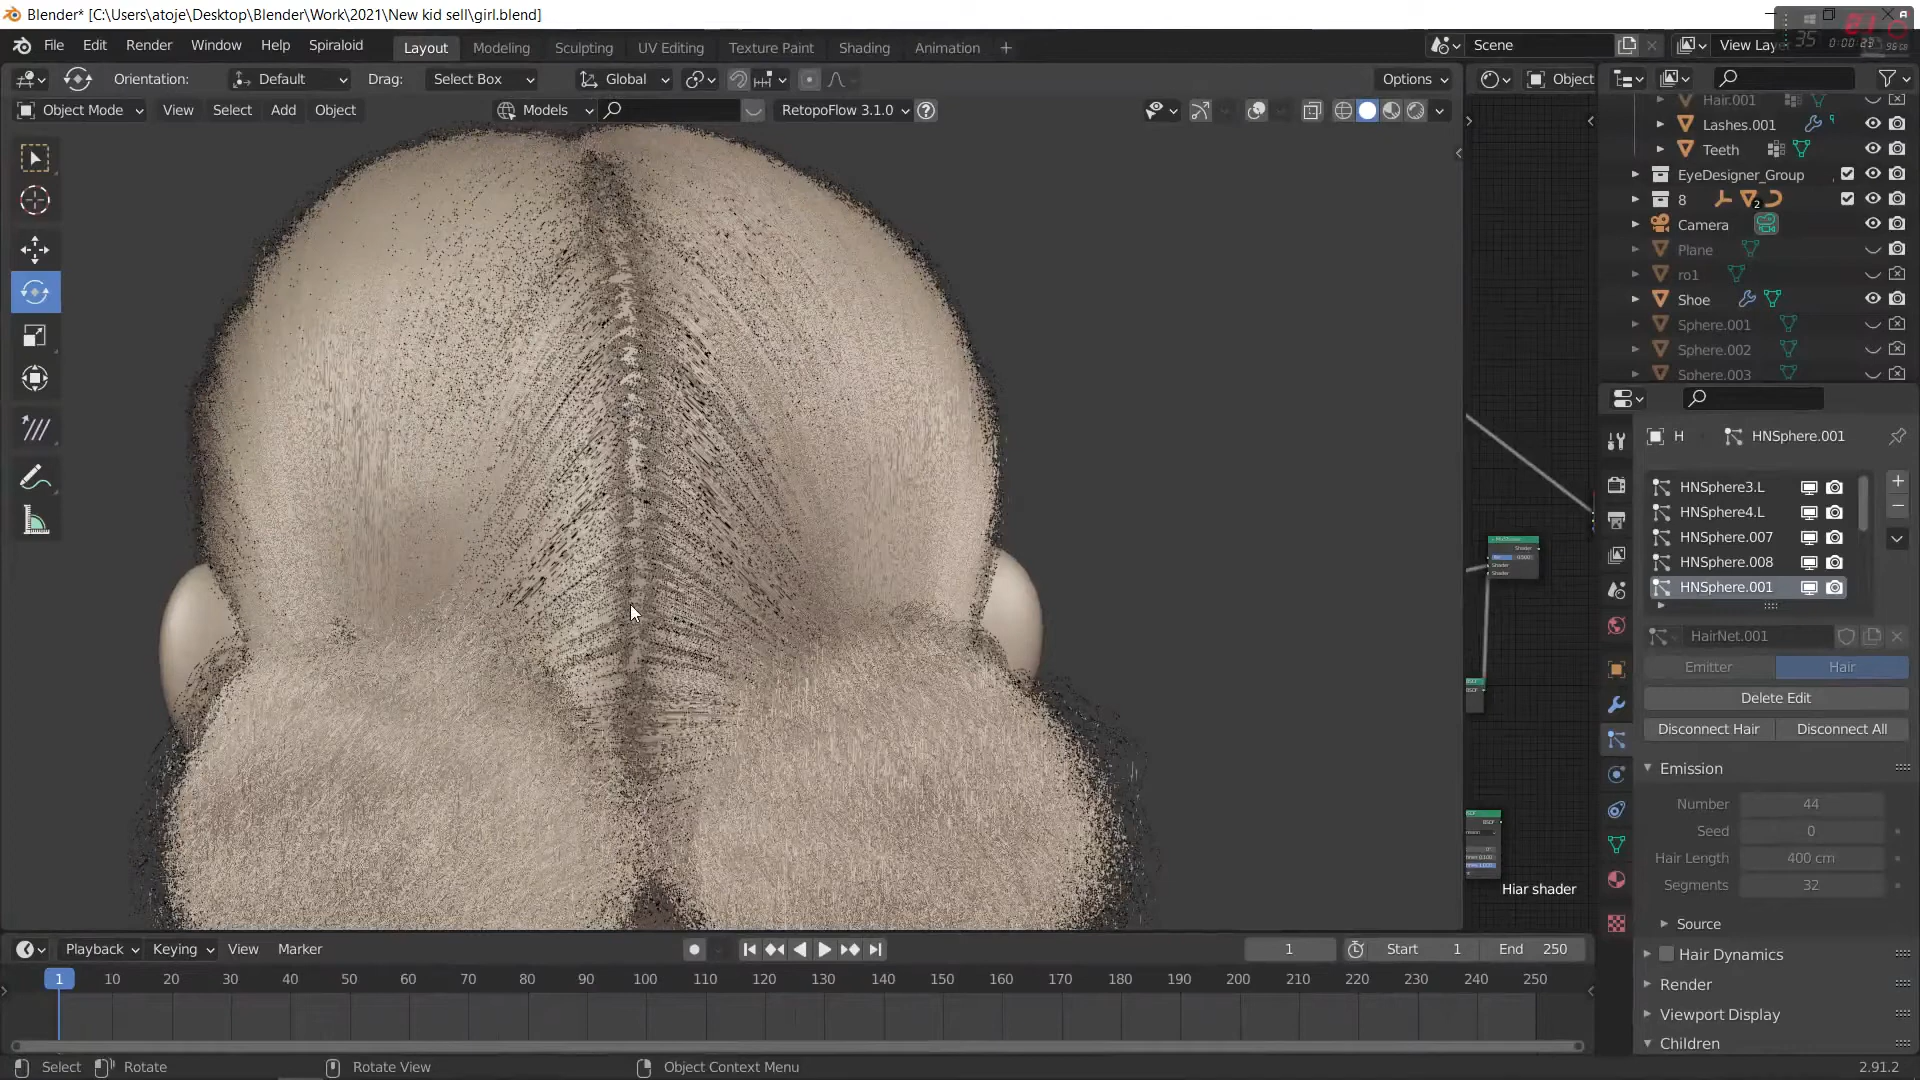 Blender* [C:\Users\atoje\Desktop\Blender\Work\2021\New kid sell\girl.blend]
File Edit Render Window Help Spiraloid Layout Modeling Sculpting UV Editing Texture Paint Shading Animation + Scene View Lay
Orientation: Default Drag: Select Box Global Options Object
Object Mode View Select Add Object Models RetopoFlow 3.1.0
Hair.001
Lashes.001
Teeth
EyeDesigner_Group
8 2
Camera
Plane
ro1
Shoe
Sphere.001
Sphere.002
Sphere.003
H HNSphere.001
HNSphere3.L
HNSphere4.L
HNSphere.007
HNSphere.008
HNSphere.001
HairNet.001
Emitter Hair
Delete Edit
Disconnect Hair Disconnect All
Emission
Number 44
Seed 0
Hair Length 400 cm
Segments 32
Source
Hair Dynamics
Render
Viewport Display
Children
Hiar shader
Playback Keying View Marker 1 Start 1 End 250
1 10 20 30 40 50 60 70 80 90 100 110 120 130 140 150 160 170 180 190 200 210 220 230 240 250
Select Rotate Rotate View Object Context Menu 2.91.2